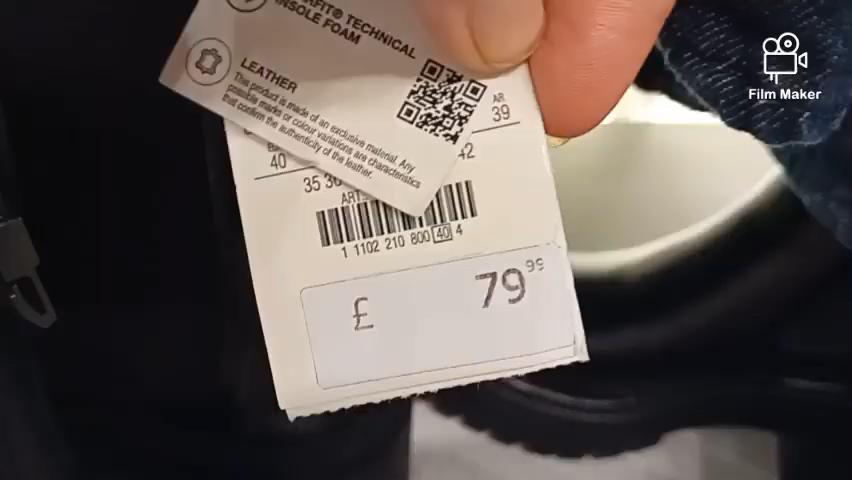 TECHNICAL
INSOLE FOAM
LEATHER
This product is made of an exclusive material. Any
possible marks or colour variations are characteristics
that confirm the authenticity of the leather.
AR
39
40
42
35
1 1102 210 800 40 4
£ 79 99
Film Maker